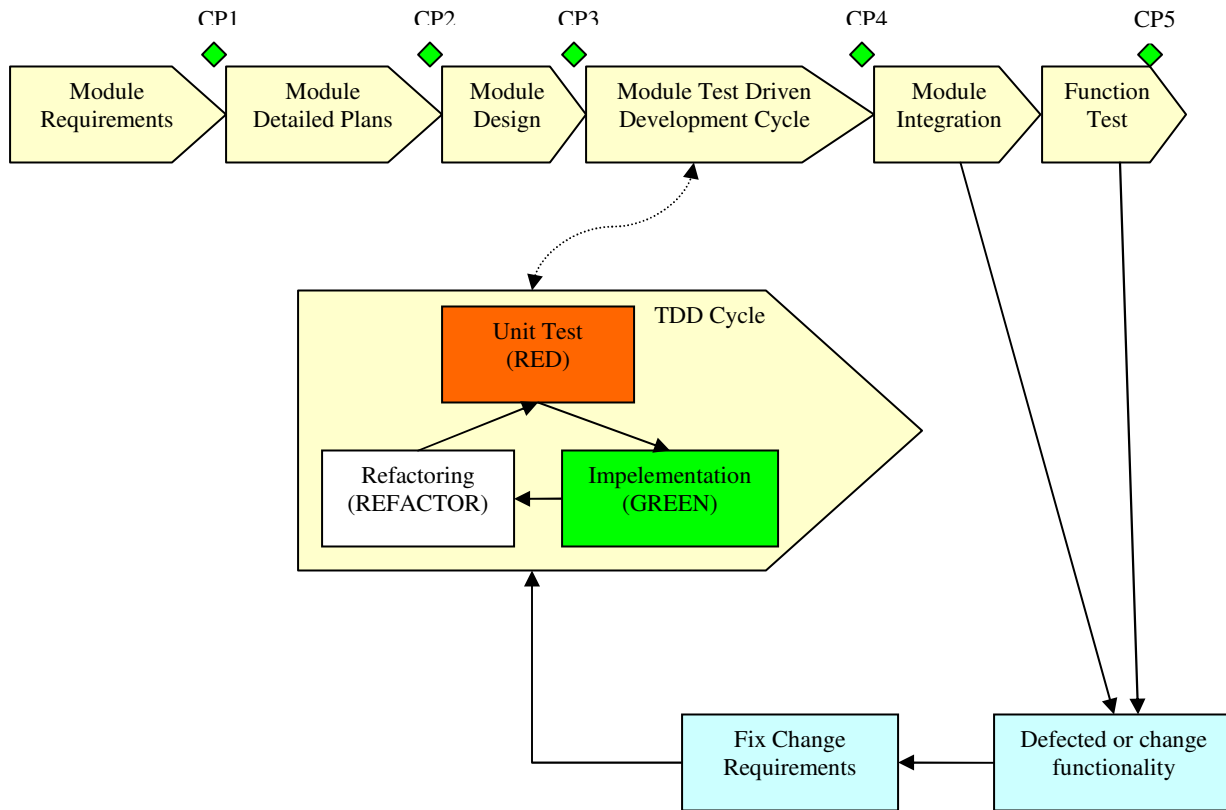 CP1
CP2
CP3
CP4
CP5
Module
Requirements
Module
Detailed Plans
Module
Design
Module Test Driven
Development Cycle
Module
Integration
Function
Test
TDD Cycle
Unit Test
(RED)
Refactoring
(REFACTOR)
Impelementation
(GREEN)
Fix Change
Requirements
Defected or change
functionality